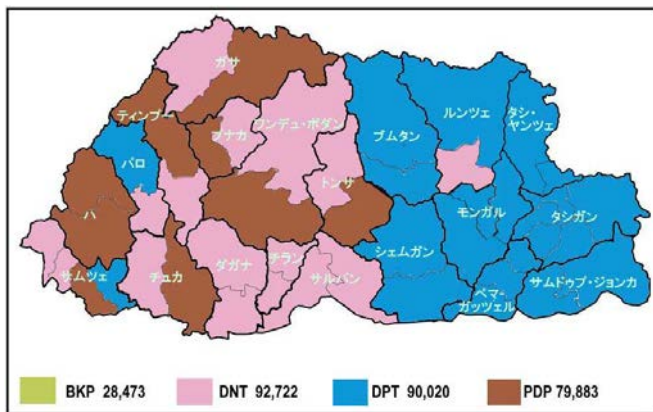 ガサ
ティンプー
プナカ
ワンデュ・ポダン
ブムタン
ルンツェ
タシ・
ヤンツェ
パロ
トンサ
ハ
モンガル
タシガン
シェムガン
サムツェ
チュカ
ダガナ
チラン
サルパン
ペマ・
ガッツェル
サムドゥプ・ジョンカ
BKP 28,473
DNT 92,722
DPT 90,020
PDP 79,883